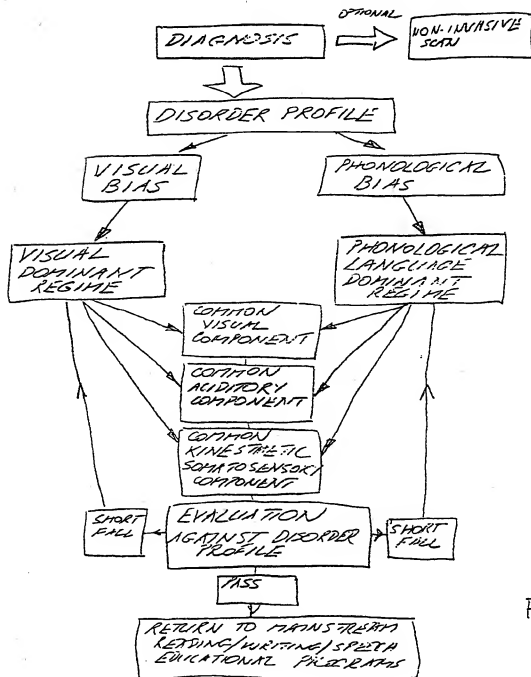 DIAGNOSIS
OPTIONAL
NON-INVASIVE
SCAN
DISORDER PROFILE
VISUAL
BIAS
PHONOLOGICAL
BIAS
VISUAL
DOMINANT
REGIME
PHONOLOGICAL
LANGUAGE
DOMINANT
REGIME
COMMON
VISUAL
COMPONENT
COMMON
AUDITORY
COMPONENT
COMMON
KINESTHETIC
SOMATOSENSORY
COMPONENT
SHORT
FALL
EVALUATION
AGAINST DISORDER
PROFILE
SHORT
FALL
PASS
RETURN TO MAINSTREAM
READING/WRITING/SPEECH
EDUCATIONAL PROGRAMS